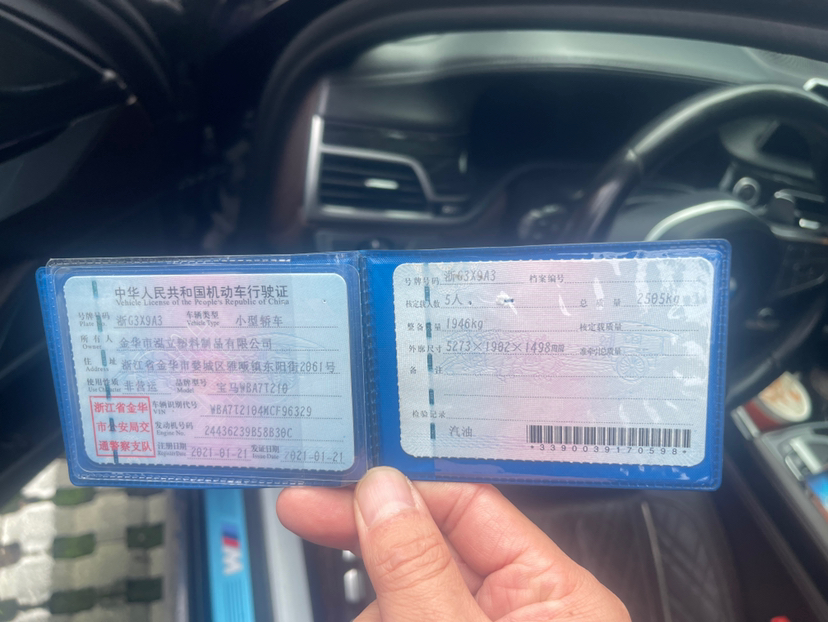 中华人民共和国机动车行驶证
Vehicle License of the People's Republic of China
号牌号码 浙G3X9A3 车辆类型 小型轿车
Plate Vehicle Type
所有人 金华市泓立 料制品有限公司
Owner
住址 浙江省金华市婺城区雅畈镇东阳街2061号
Address
使用性质 非营运 品牌型号 宝马WBA7T210
Use Character Model
浙江省金华
市公安局交
通警察支队
车辆识别代号 WBA7T2104MCF96329
VIN
发动机号码 24436239B58B30C
Engine No
注册日期 2021-01-21 发证日期 2021-01-21
Register Date Issue Date
号牌号码 浙G3X9A3 档案编号
核定载人数 5人 总质量 2505kg
整备质量 1946kg 核定载质量
外廓尺寸 5273×1902×1498mm 准牵引总质量
备注
检验记录
汽油
*3390039170598*
M